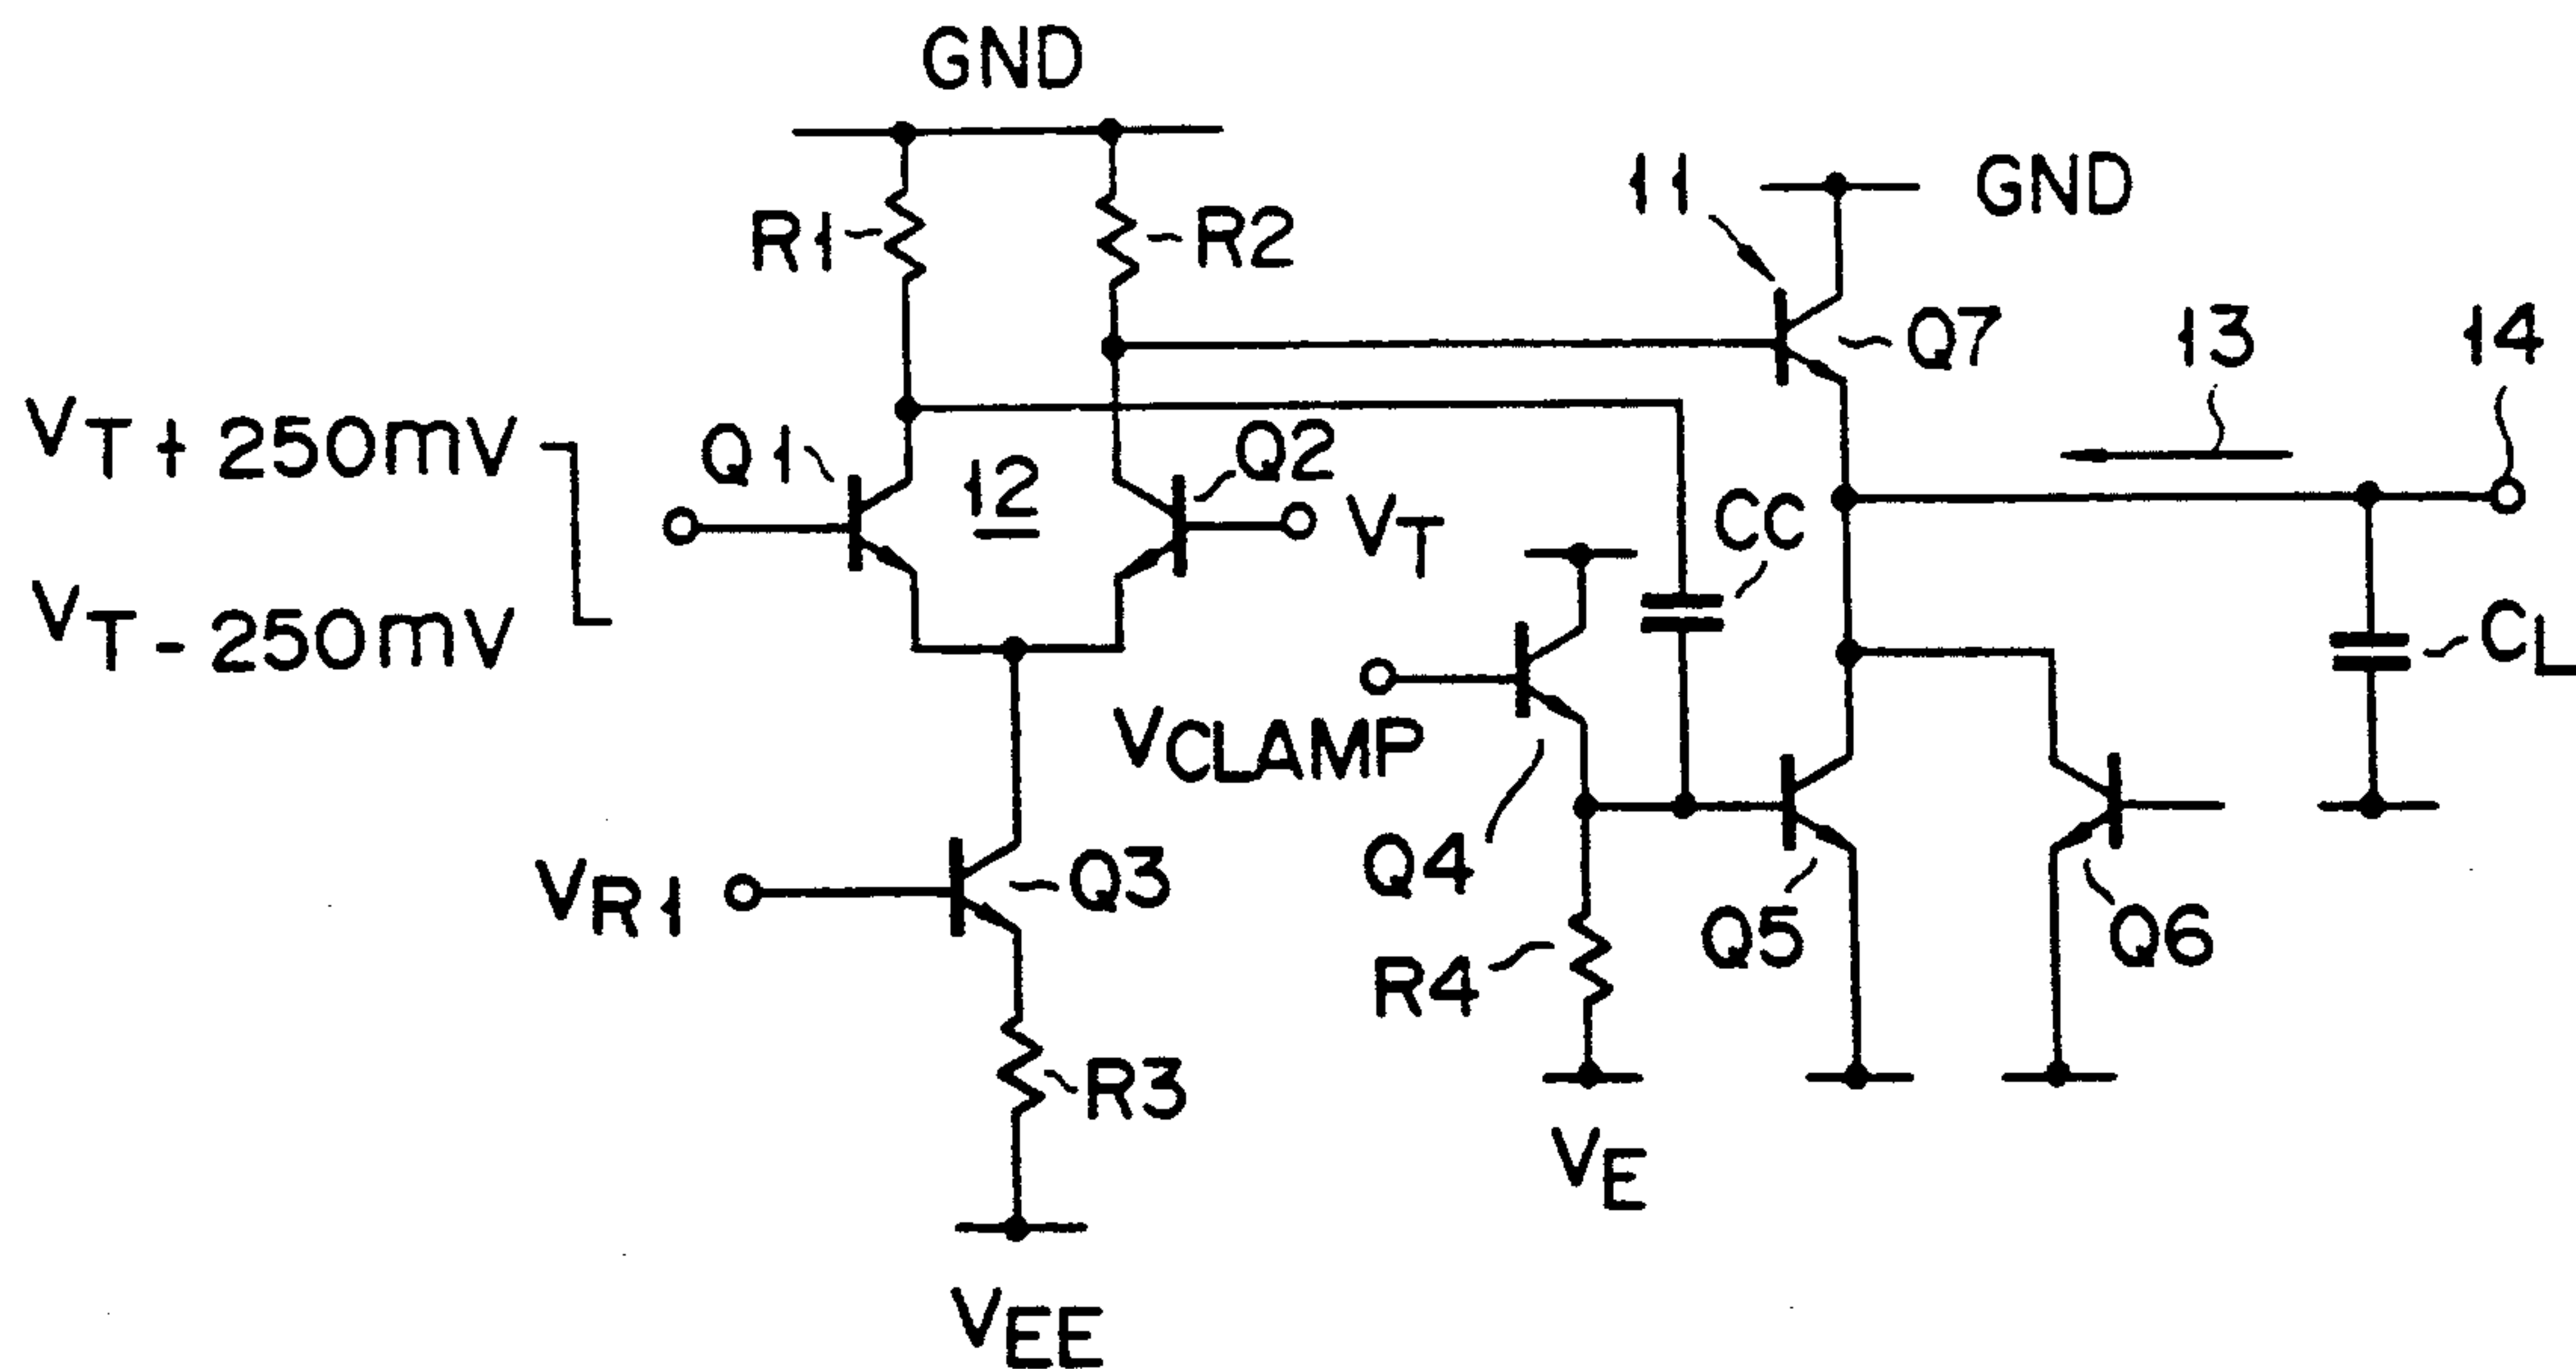 GND
11
GND
R1
R2
Q7
13
14
VT + 250mV
Q1
12
Q2
VT
CC
VT - 250mV
CL
VCLAMP
Q4
VR1
Q3
Q5
Q6
R4
R3
VE
VEE